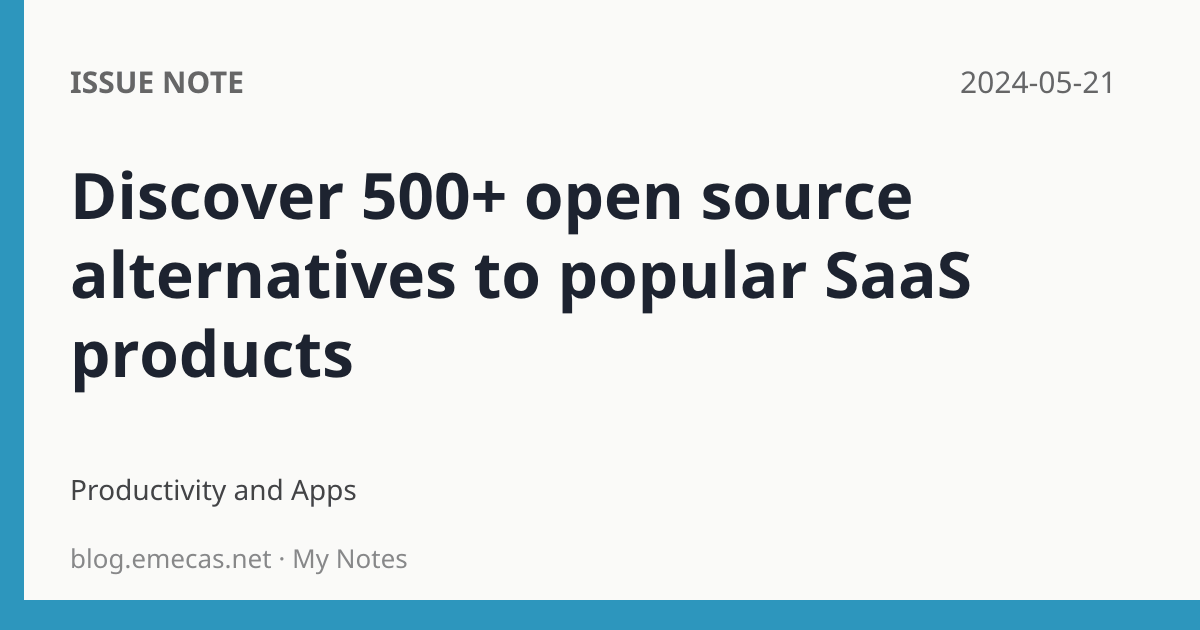 ISSUE NOTE
2024-05-21
Discover 500+ open source
alternatives to popular SaaS
products
Productivity and Apps
blog.emecas.net · My Notes